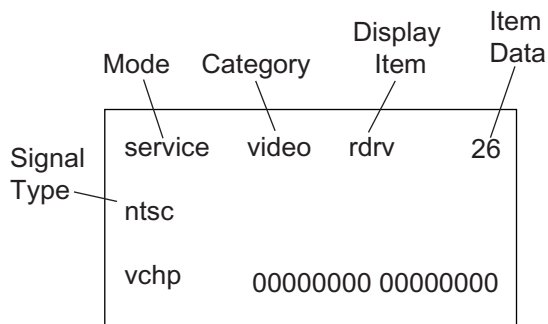 Display Item
Item Data
Mode
Category
service video rdrv 26
Signal Type
ntsc
vchp 00000000 00000000